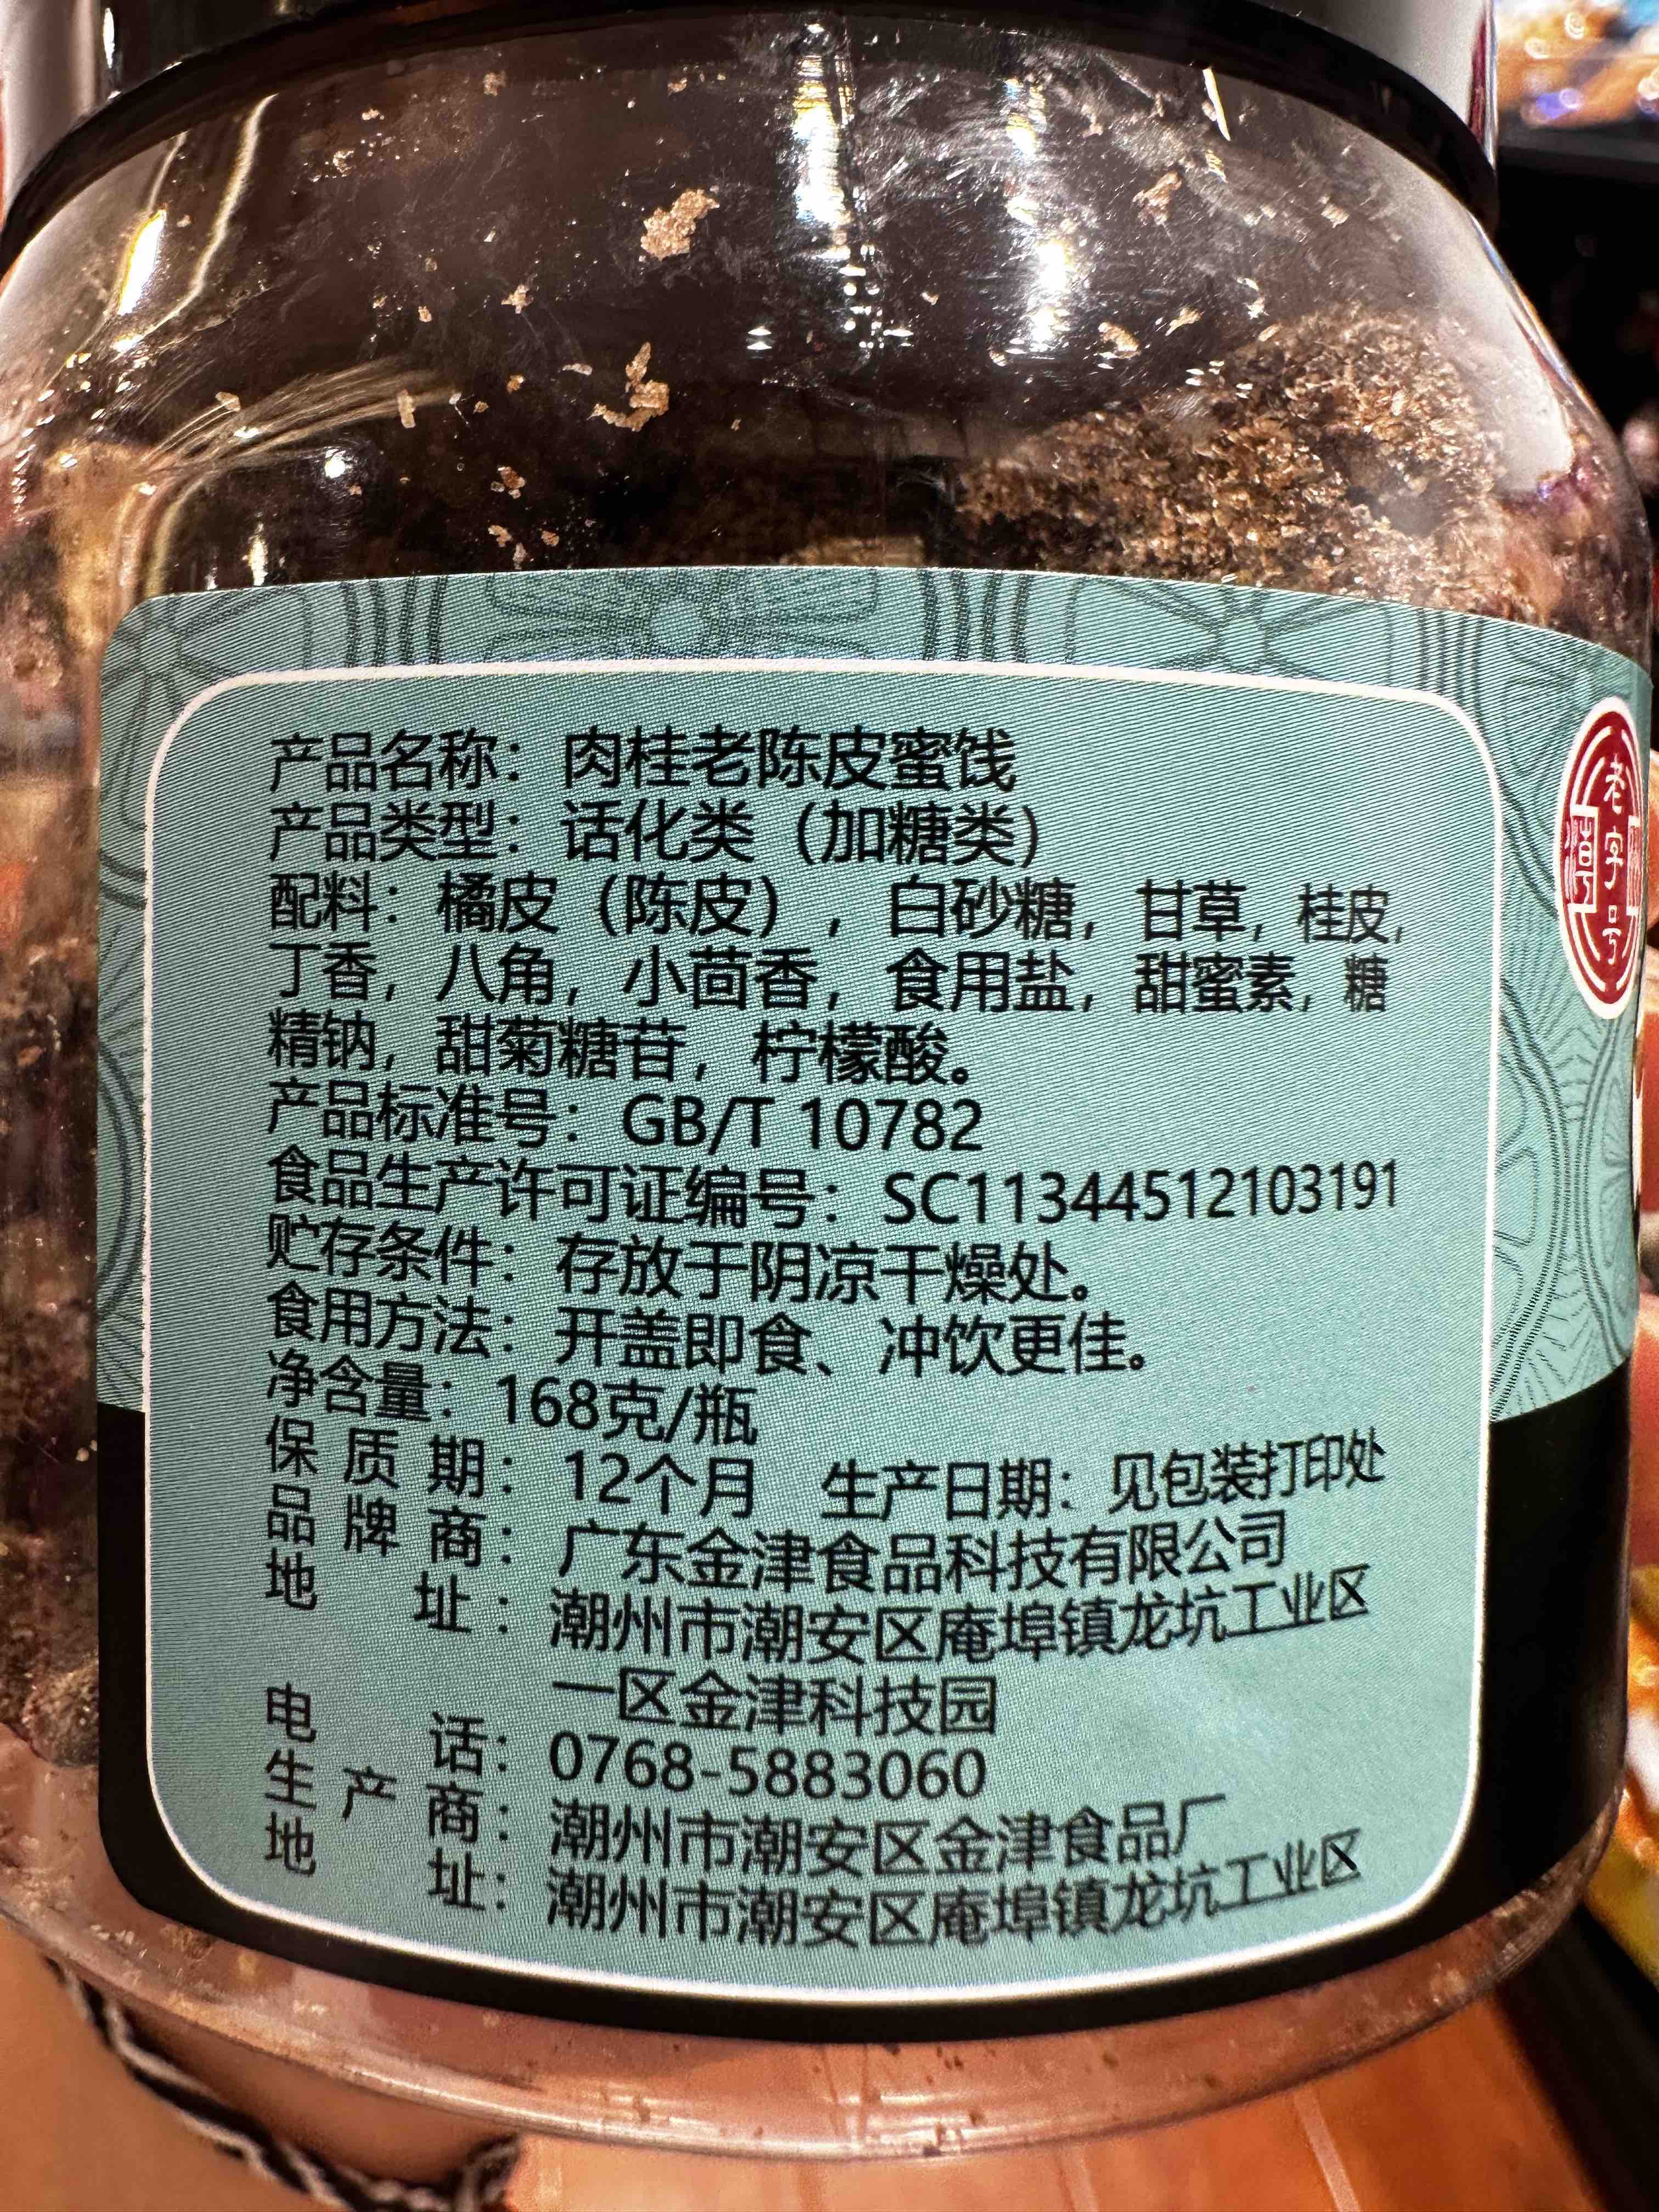 产品名称：肉桂老陈皮蜜饯
产品类型：话化类（加糖类）
配料：橘皮（陈皮），白砂糖，甘草，桂皮，
丁香，八角，小茴香，食用盐，甜蜜素，糖
精钠，甜菊糖苷，柠檬酸。
产品标准号：GB/T 10782
食品生产许可证编号：SC11344512103191
贮存条件：存放于阴凉干燥处。
食用方法：开盖即食、冲饮更佳。
净含量：168克/瓶
保质期：12个月 生产日期：见包装打印处
品牌商：广东金津食品科技有限公司
地址：潮州市潮安区庵埠镇龙坑工业区
一区金津科技园
电话：0768-5883060
生产商：潮州市潮安区金津食品厂
地址：潮州市潮安区庵埠镇龙坑工业区
老字号